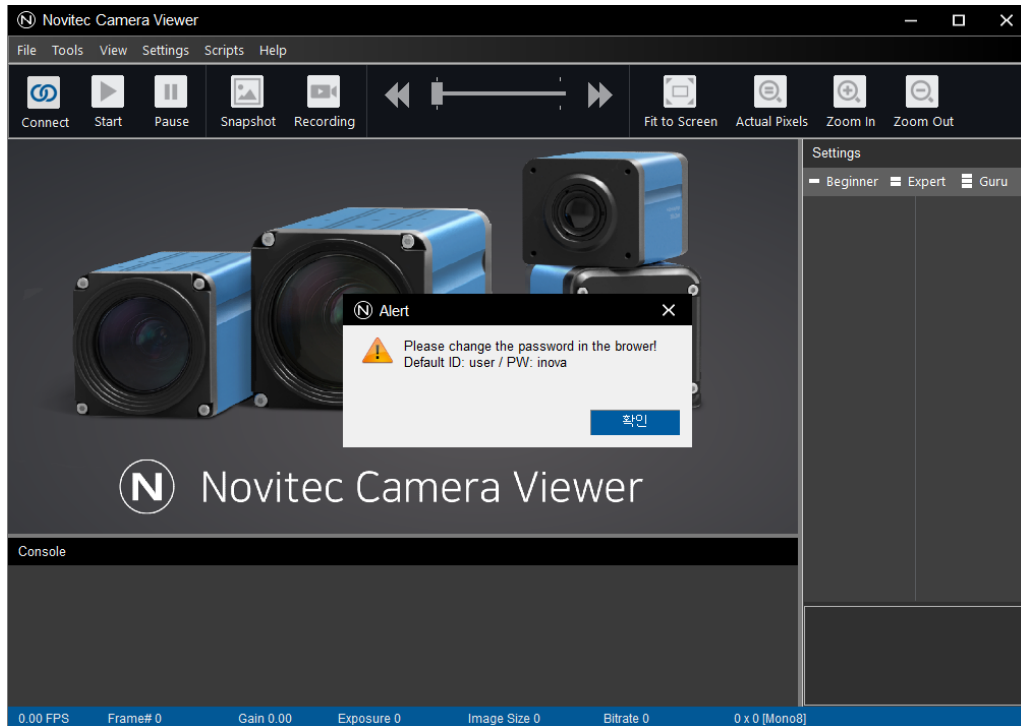 Novitec Camera Viewer
File Tools View Settings Scripts Help
Connect Start Pause Snapshot Recording Fit to Screen Actual Pixels Zoom In Zoom Out
Settings
Beginner Expert Guru
Alert
Please change the password in the brower!
Default ID: user / PW: inova
확인
N Novitec Camera Viewer
Console
0.00 FPS Frame# 0 Gain 0.00 Exposure 0 Image Size 0 Bitrate 0 0 x 0 [Mono8]